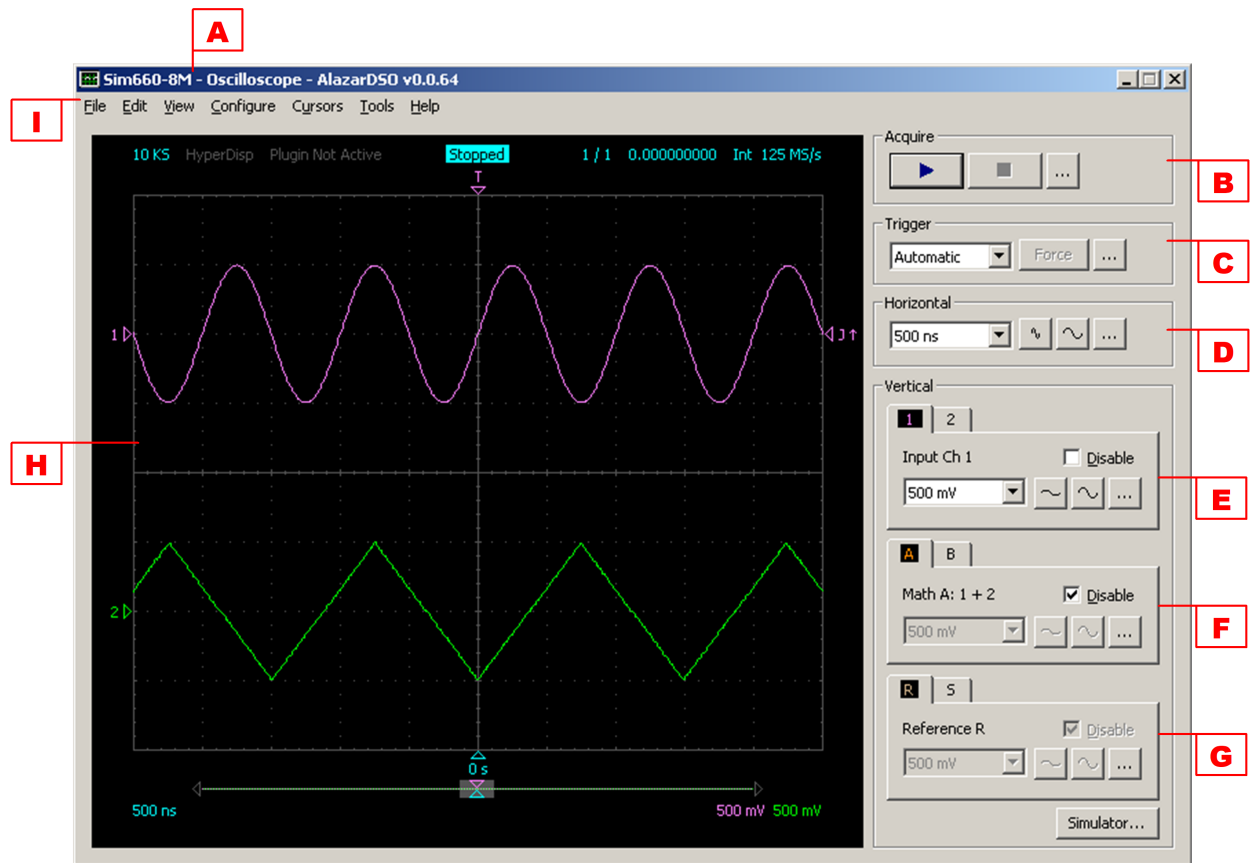 A
Sim660-8M - Oscilloscope - AlazarDSO v0.0.64
I
File Edit View Configure Cursors Tools Help
10 KS HyperDisp Plugin Not Active Stopped 1 / 1 0.000000000 Int 125 MS/s
T
1
J↑
H
2
0 s
500 ns
500 mV 500 mV
Acquire
...
B
Trigger
Automatic Force ...
C
Horizontal
500 ns ...
D
Vertical
1 2
Input Ch 1 Disable
500 mV ...
E
A B
Math A: 1 + 2 Disable
500 mV ...
F
R S
Reference R Disable
500 mV ...
G
Simulator...